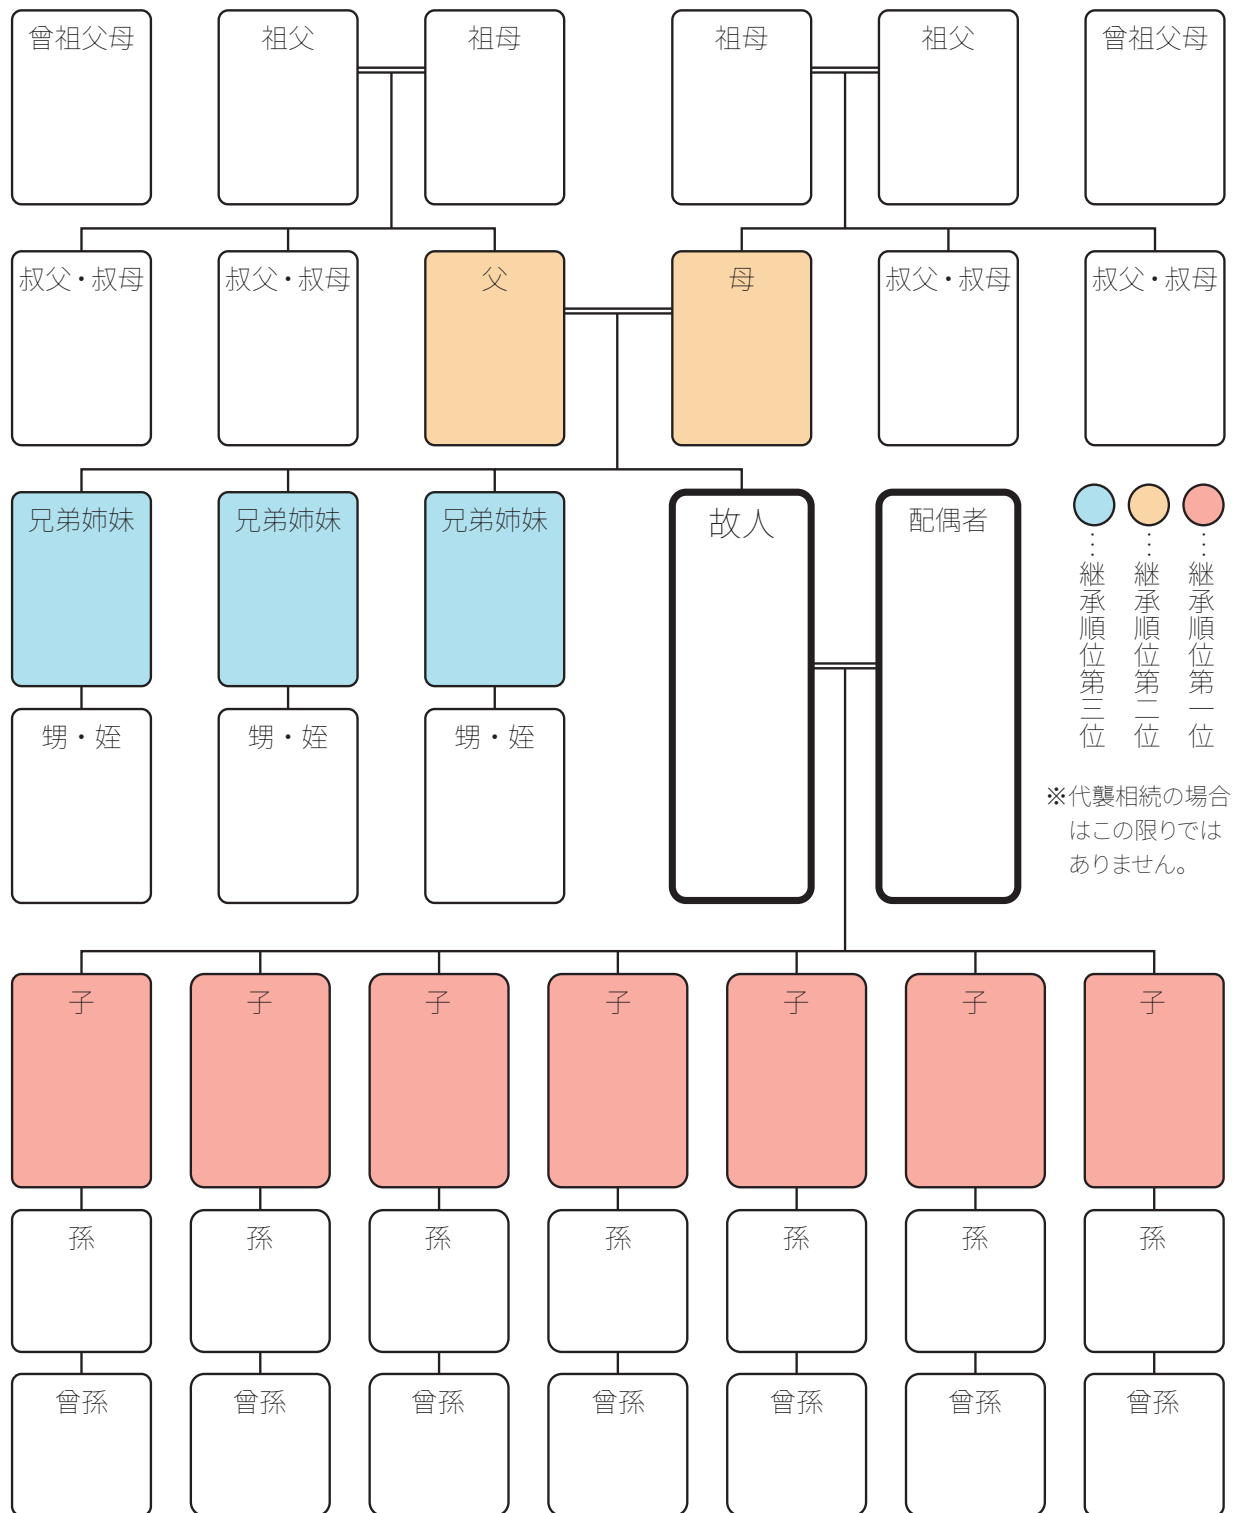 曾祖父母
祖父
祖母
祖母
祖父
曾祖父母
叔父・叔母
叔父・叔母
父
母
叔父・叔母
叔父・叔母
兄弟姉妹
兄弟姉妹
兄弟姉妹
故人
配偶者
…継承順位第一位
…継承順位第二位
…継承順位第三位
甥・姪
甥・姪
甥・姪
※代襲相続の場合
はこの限りでは
ありません。
子
子
子
子
子
子
子
孫
孫
孫
孫
孫
孫
孫
曾孫
曾孫
曾孫
曾孫
曾孫
曾孫
曾孫